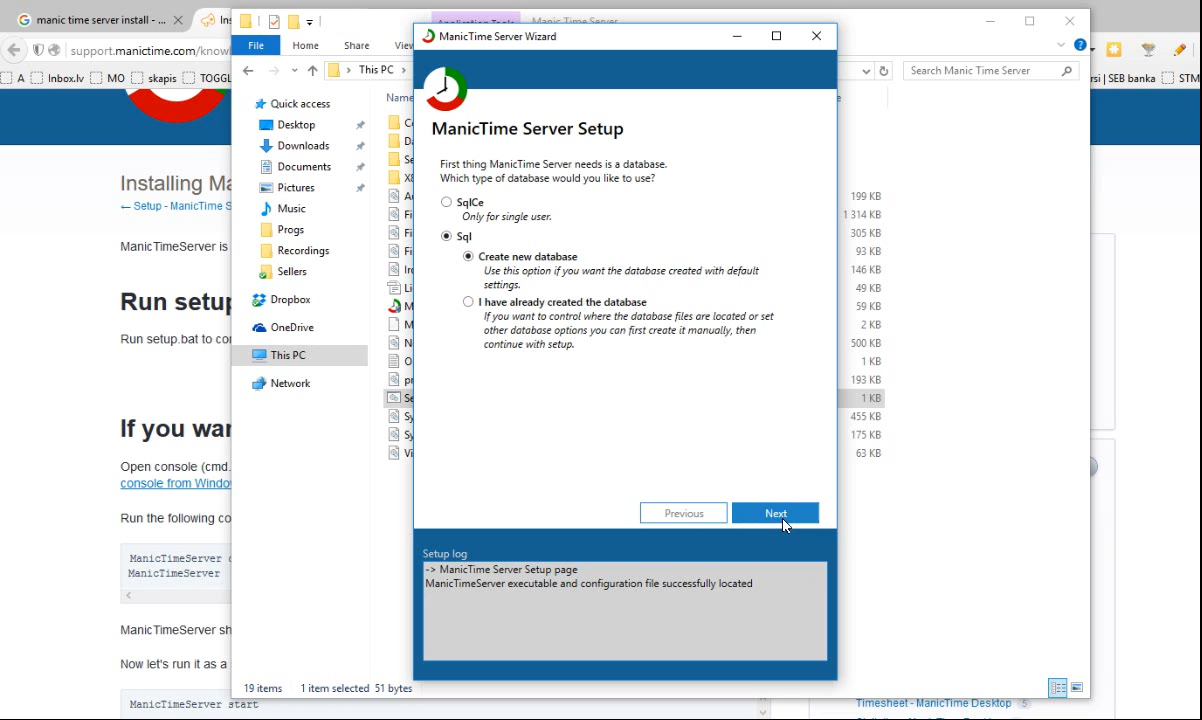 manic time server install - ...
Ins
support.manictime.com/know
A
Inbox.lv
MO
skapis
TOGGL
rsi | SEB banka
STM
Installing Ma
← Setup - ManicTime S
ManicTimeServer is
Run setup
Run setup.bat to co
If you wan
Open console (cmd.
console from Window
Run the following co
ManicTimeServer
ManicTimeServer
ManicTimeServer sh
Now let's run it as a
ManicTimeServer start
Timesheet - ManicTime Desktop 5
Application Tools
Manic Time Server
File
Home
Share
View
This PC
Search Manic Time Server
Quick access
Desktop
Downloads
Documents
Pictures
Music
Progs
Recordings
Sellers
Dropbox
OneDrive
This PC
Network
Name
199 KB
1 314 KB
305 KB
93 KB
146 KB
49 KB
59 KB
2 KB
500 KB
1 KB
193 KB
1 KB
455 KB
175 KB
63 KB
19 items
1 item selected 51 bytes
ManicTime Server Wizard
ManicTime Server Setup
First thing ManicTime Server needs is a database.
Which type of database would you like to use?
SqlCe
Only for single user.
Sql
Create new database
Use this option if you want the database created with default
settings.
I have already created the database
If you want to control where the database files are located or set
other database options you can first create it manually, then
continue with setup.
Previous
Next
Setup log
-> ManicTime Server Setup page
ManicTimeServer executable and configuration file successfully located